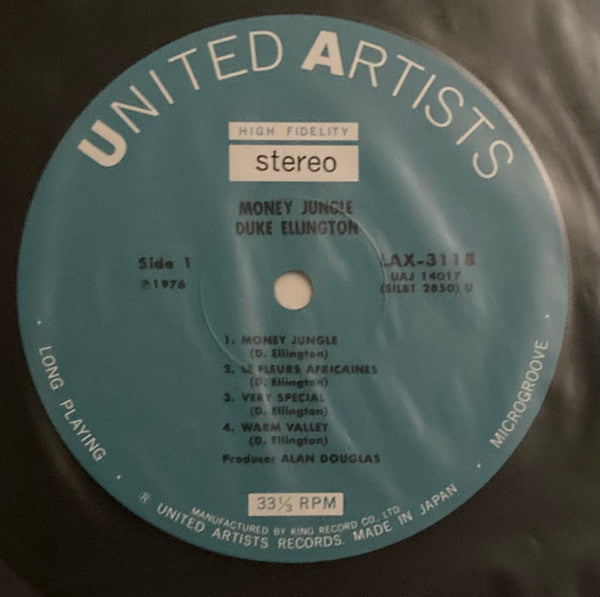 UNITED ARTISTS
HIGH FIDELITY
stereo
MONEY JUNGLE
DUKE ELLINGTON
Side 1
℗ 1976
LAX-3118
UAJ 14017
(SILBT 2850) U
1. MONEY JUNGLE
(D. Ellington)
2. LE FLEURS AFRICAINES
(D. Ellington)
3. VERY SPECIAL
(D. Ellington)
4. WARM VALLEY
(D. Ellington)
Producer ALAN DOUGLAS
· LONG PLAYING ·
· MICROGROOVE ·
33⅓ RPM
MANUFACTURED BY KING RECORD CO. LTD
® UNITED ARTISTS RECORDS. MADE IN JAPAN